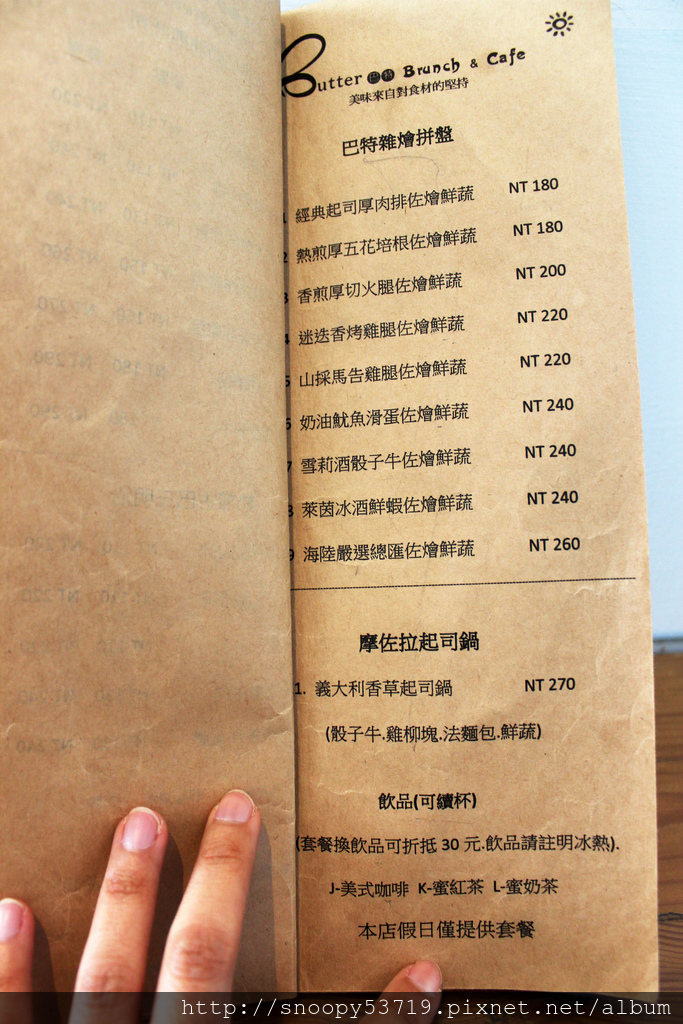 Butter 巴特 Brunch & Cafe
美味來自對食材的堅持
巴特雜燴拼盤
經典起司厚肉排佐燴鮮蔬 NT 180
2 熱煎厚五花培根佐燴鮮蔬 NT 180
3 香煎厚切火腿佐燴鮮蔬 NT 200
4 迷迭香烤雞腿佐燴鮮蔬 NT 220
5 山採馬告雞腿佐燴鮮蔬 NT 220
6 奶油魷魚滑蛋佐燴鮮蔬 NT 240
7 雪莉酒骰子牛佐燴鮮蔬 NT 240
8 萊茵冰酒鮮蝦佐燴鮮蔬 NT 240
9 海陸嚴選總匯佐燴鮮蔬 NT 260
摩佐拉起司鍋
1. 義大利香草起司鍋 NT 270
(骰子牛.雞柳塊.法麵包.鮮蔬)
飲品(可續杯)
(套餐換飲品可折抵 30 元.飲品請註明冰熱).
J-美式咖啡 K-蜜紅茶 L-蜜奶茶
本店假日僅提供套餐
http://snoopy53719.pixnet.net/album